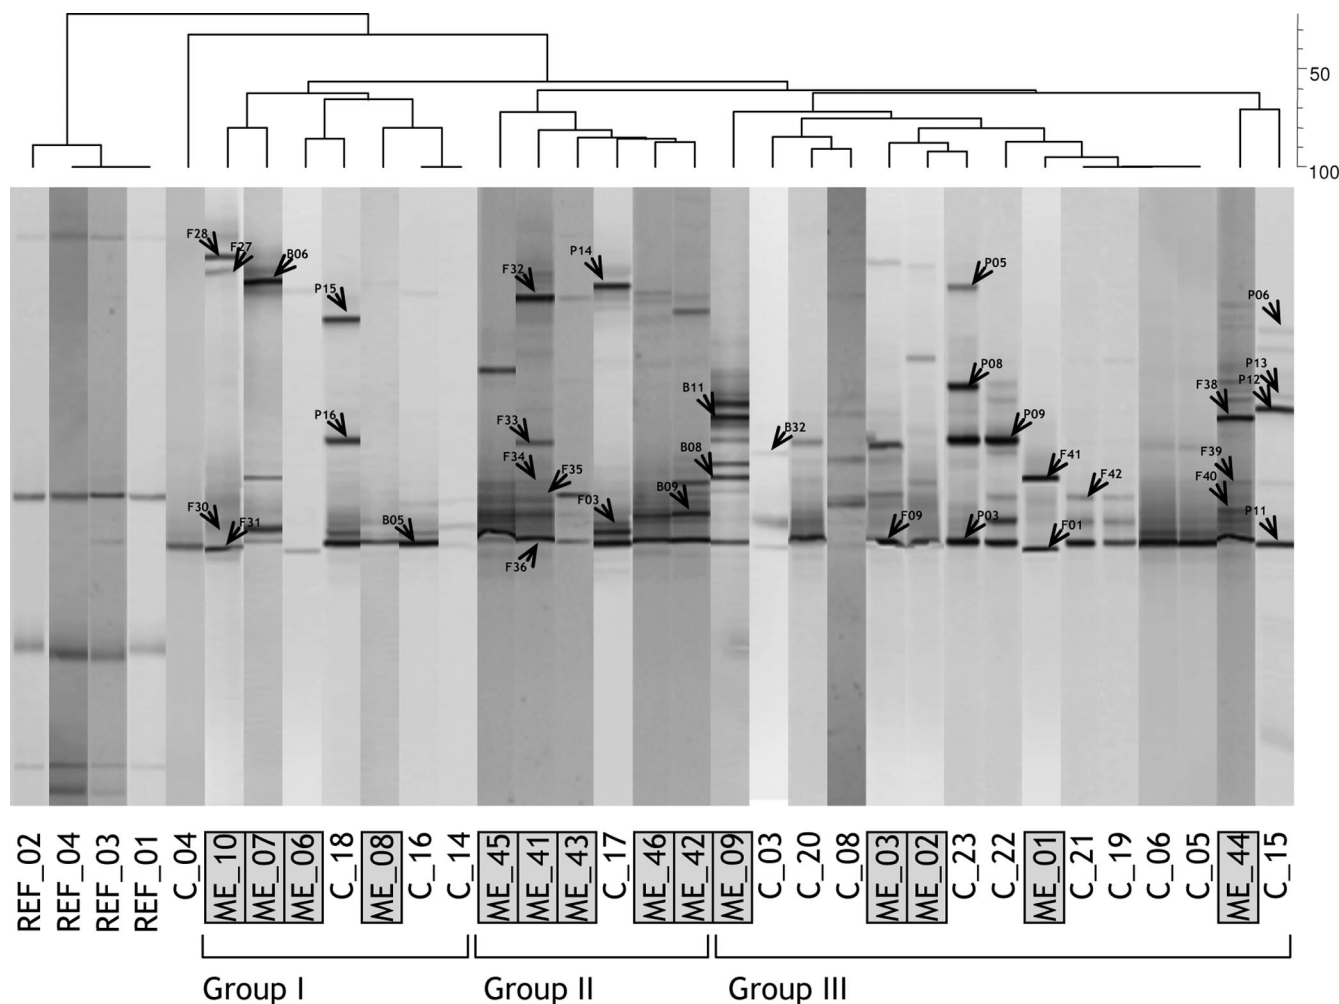 50
100
F28
F27
B06
P15
P16
F30
F31
B05
F32
P14
F33
F34
F35
F03
B09
F36
B11
B08
B32
P05
P08
P09
F41
F42
F09
P03
F01
P06
P13
P12
F38
F39
F40
P11
REF_02
REF_04
REF_03
REF_01
C_04
ME_10
ME_07
ME_06
C_18
ME_08
C_16
C_14
ME_45
ME_41
ME_43
C_17
ME_46
ME_42
ME_09
C_03
C_20
C_08
ME_03
ME_02
C_23
C_22
ME_01
C_21
C_19
C_06
C_05
ME_44
C_15
Group I
Group II
Group III